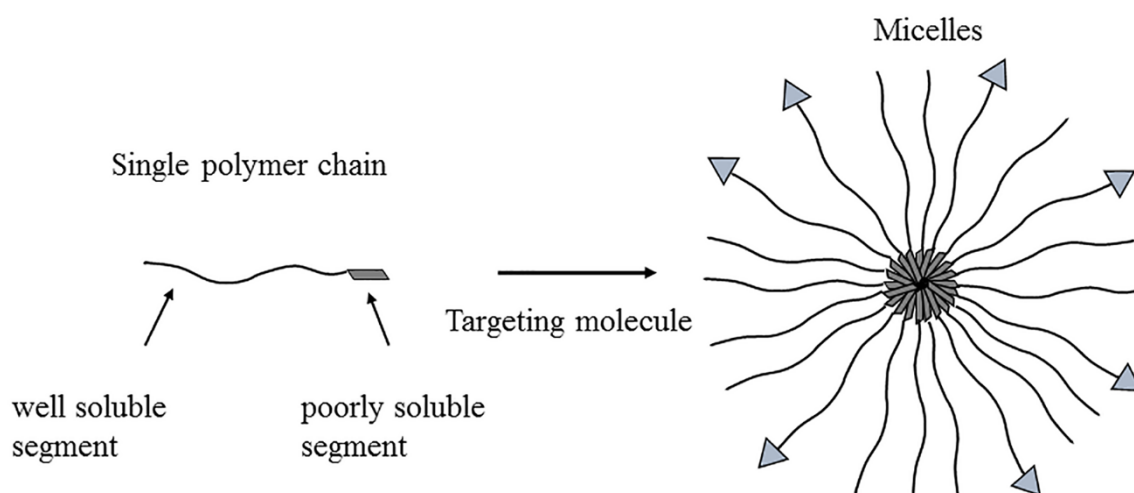 Micelles
Single polymer chain
Targeting molecule
well soluble
segment
poorly soluble
segment